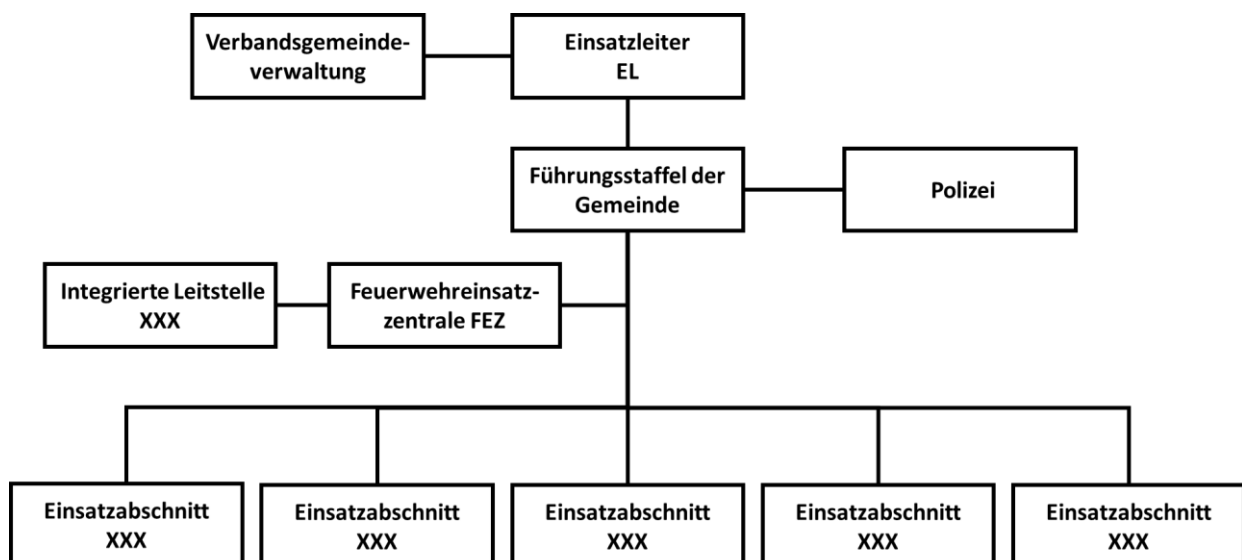 Verbandsgemeinde-
verwaltung
Einsatzleiter
EL
Führungsstaffel der
Gemeinde
Polizei
Integrierte Leitstelle
XXX
Feuerwehreinsatz-
zentrale FEZ
Einsatzabschnitt
XXX
Einsatzabschnitt
XXX
Einsatzabschnitt
XXX
Einsatzabschnitt
XXX
Einsatzabschnitt
XXX